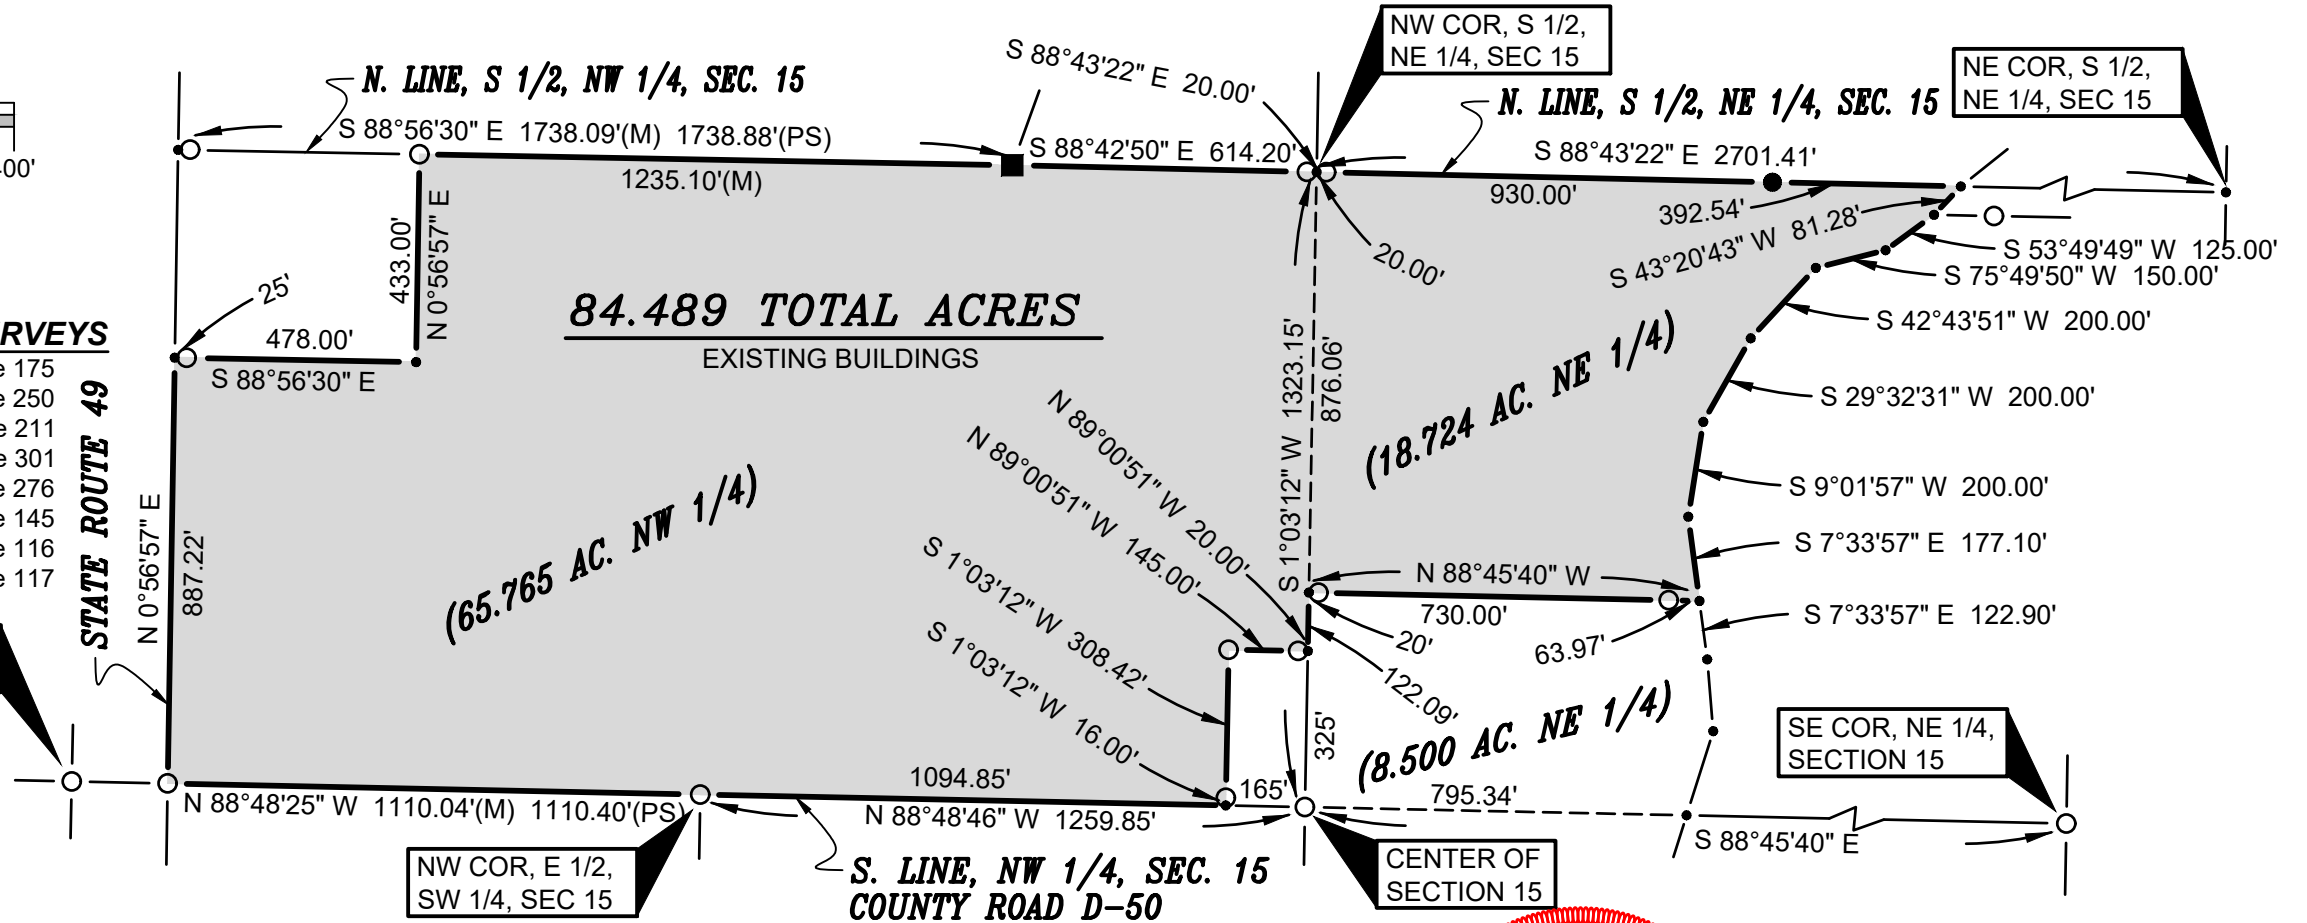 NW COR, S 1/2,
NE 1/4, SEC 15
NE COR, S 1/2,
NE 1/4, SEC 15
S 88°43'22" E 20.00'
N. LINE, S 1/2, NW 1/4, SEC. 15
N. LINE, S 1/2, NE 1/4, SEC. 15
S 88°56'30" E 1738.09'(M) 1738.88'(PS)
S 88°42'50" E 614.20'
S 88°43'22" E 2701.41'
00'
1235.10'(M)
930.00'
392.54'
S 43°20'43" W 81.28'
S 53°49'49" W 125.00'
S 75°49'50" W 150.00'
20.00'
433.00'
N 0°56'57" E
25'
478.00'
S 88°56'30" E
84.489 TOTAL ACRES
EXISTING BUILDINGS
S 42°43'51" W 200.00'
S 29°32'31" W 200.00'
S 9°01'57" W 200.00'
S 7°33'57" E 177.10'
S 7°33'57" E 122.90'
RVEYS
e 175
e 250
e 211
e 301
e 276
e 145
e 116
e 117
STATE ROUTE 49
N 0°56'57" E
887.22'
(65.765 AC. NW 1/4)
(18.724 AC. NE 1/4)
S 1°03'12" W 1323.15'
876.06'
N 89°00'51" W 20.00'
N 89°00'51" W 145.00'
S 1°03'12" W 308.42'
S 1°03'12" W 16.00'
N 88°45'40" W
730.00'
20'
63.97'
122.09'
325'
(8.500 AC. NE 1/4)
SE COR, NE 1/4,
SECTION 15
1094.85'
165'
795.34'
N 88°48'25" W 1110.04'(M) 1110.40'(PS)
N 88°48'46" W 1259.85'
S 88°45'40" E
NW COR, E 1/2,
SW 1/4, SEC 15
S. LINE, NW 1/4, SEC. 15
COUNTY ROAD D-50
CENTER OF
SECTION 15